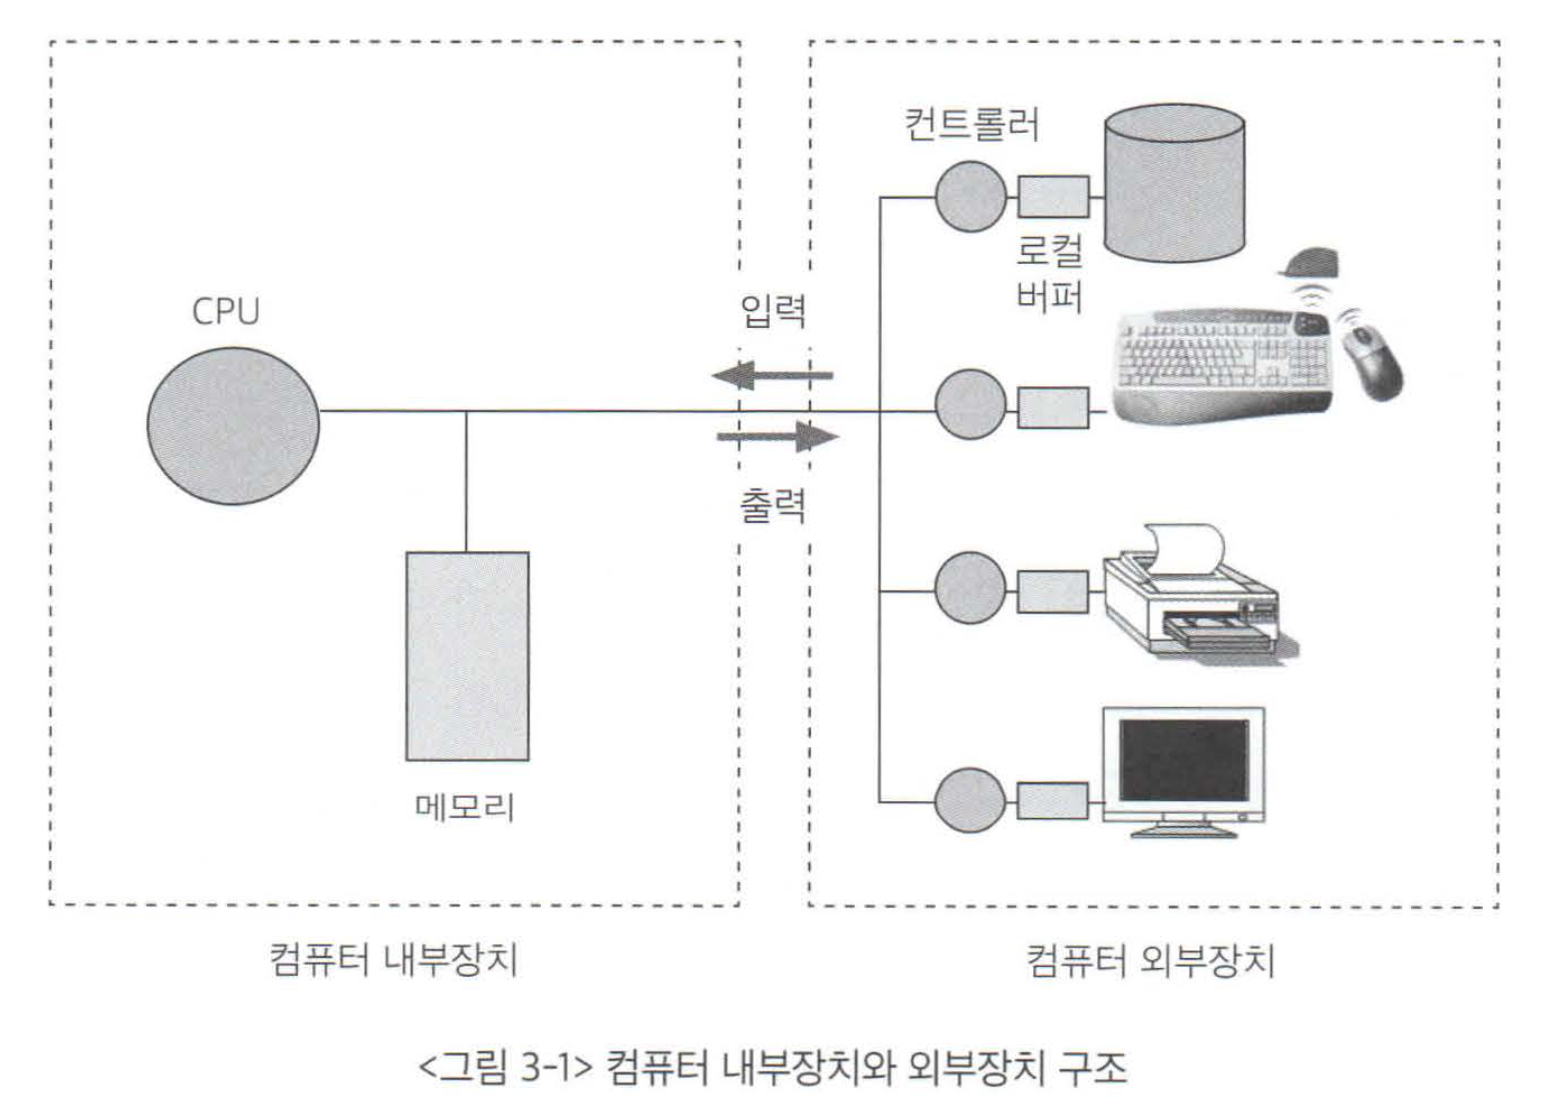 컨트롤러
로컬
버퍼
CPU
입력
출력
메모리
컴퓨터 내부장치
컴퓨터 외부장치
<그림 3-1> 컴퓨터 내부장치와 외부장치 구조